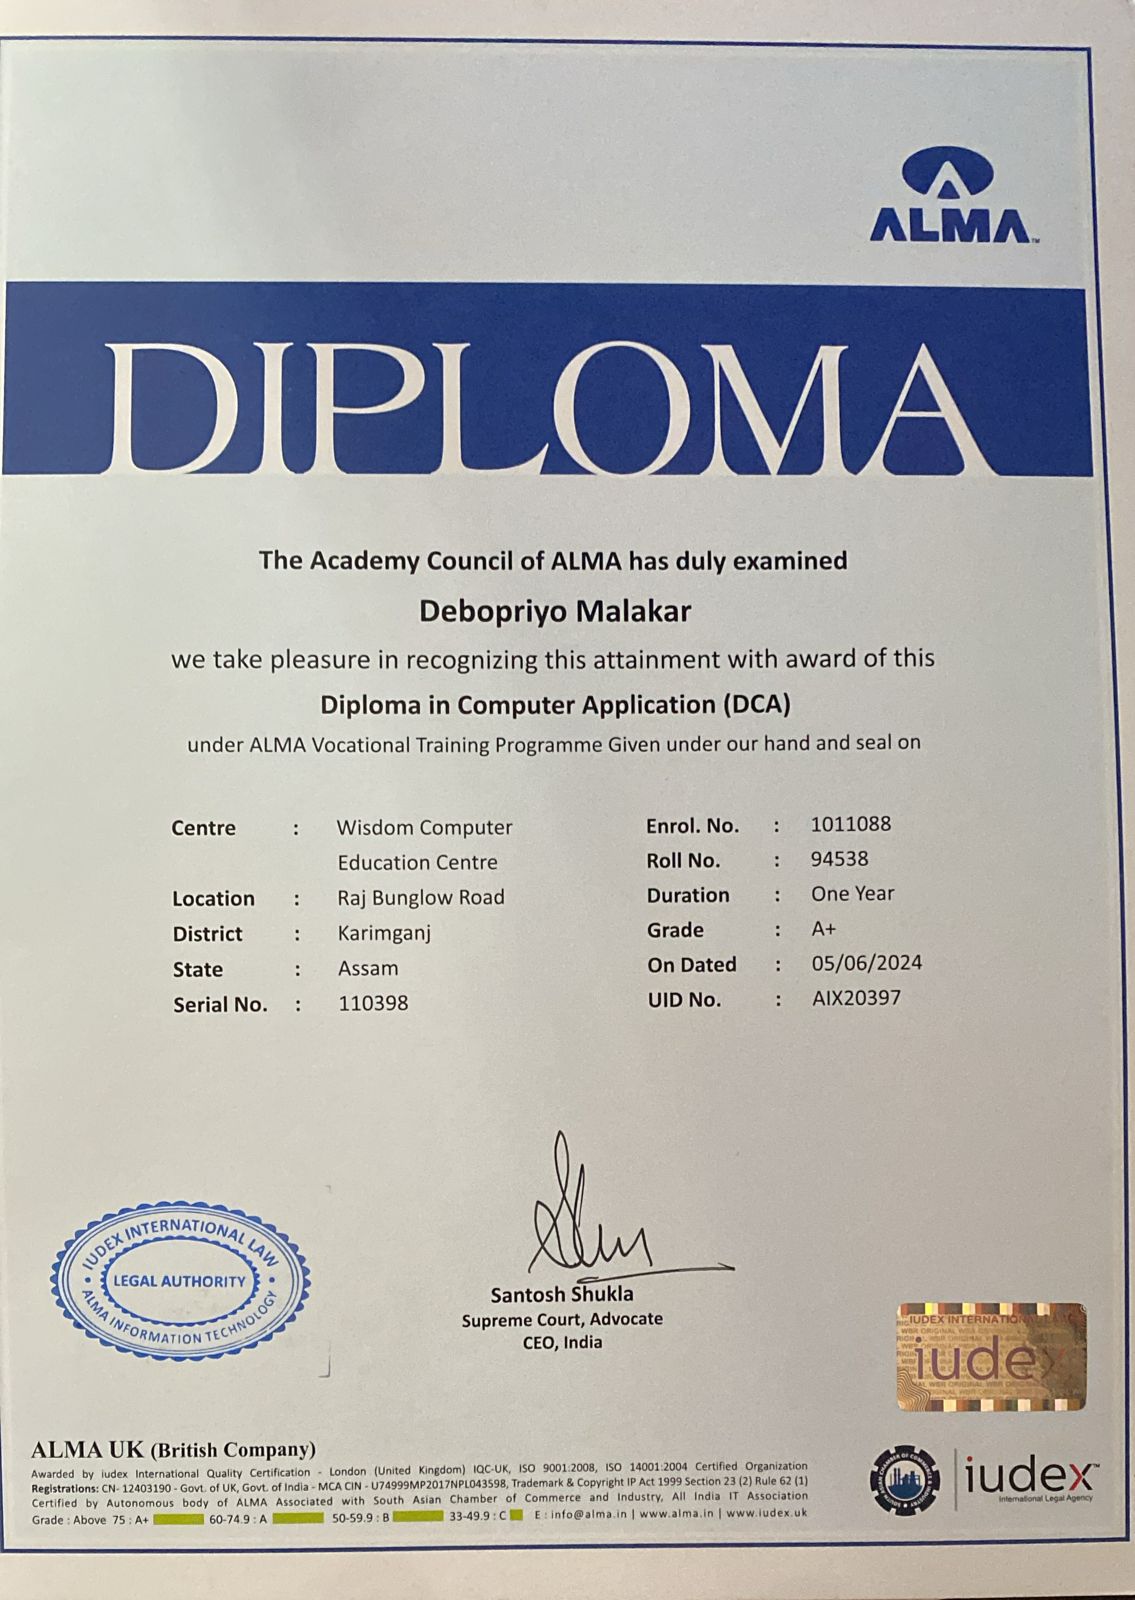 ALMA™
DIPLOMA
The Academy Council of ALMA has duly examined
Debopriyo Malakar
we take pleasure in recognizing this attainment with award of this
Diploma in Computer Application (DCA)
under ALMA Vocational Training Programme Given under our hand and seal on
Centre : Wisdom Computer
Education Centre
Location : Raj Bunglow Road
District : Karimganj
State : Assam
Serial No. : 110398
Enrol. No. : 1011088
Roll No. : 94538
Duration : One Year
Grade : A+
On Dated : 05/06/2024
UID No. : AIX20397
IUDEX INTERNATIONAL LAW
LEGAL AUTHORITY
ALMA INFORMATION TECHNOLOGY
Santosh Shukla
Supreme Court, Advocate
CEO, India
IUDEX INTERNATIONAL
iudex
ALMA UK (British Company)
Awarded by iudex International Quality Certification - London (United Kingdom) IQC-UK, ISO 9001:2008, ISO 14001:2004 Certified Organization
Registrations: CN- 12403190 - Govt. of UK, Govt. of India - MCA CIN - U74999MP2017NPL043598, Trademark & Copyright IP Act 1999 Section 23 (2) Rule 62 (1)
Certified by Autonomous body of ALMA Associated with South Asian Chamber of Commerce and Industry, All India IT Association
Grade : Above 75 : A+ 60-74.9 : A 50-59.9 : B 33-49.9 : C E : info@alma.in | www.alma.in | www.iudex.uk
iudex™
International Legal Agency